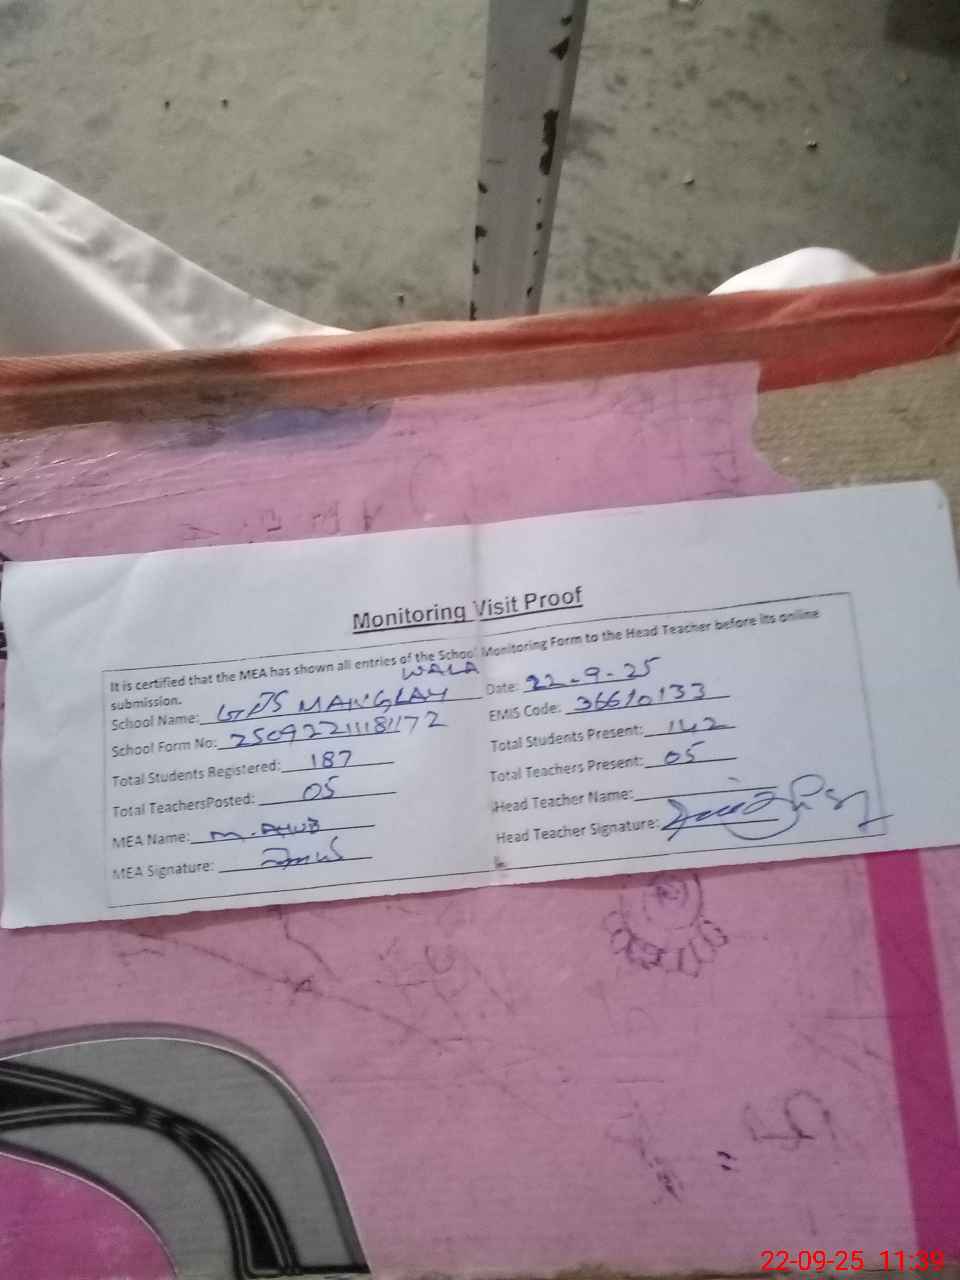 Monitoring Visit Proof
It is certified that the MEA has shown all entries of the School Monitoring Form to the Head Teacher before its online
submission.
WALA
School Name: GPS MANGLAY Date: 22-9-25
School Form No: 25092211181172 EMIS Code: 36610133
Total Students Registered: 187 Total Students Present: 142
Total TeachersPosted: 05 Total Teachers Present: 05
MEA Name: M. Head Teacher Name:
MEA Signature: Head Teacher Signature:
22-09-25 11:39